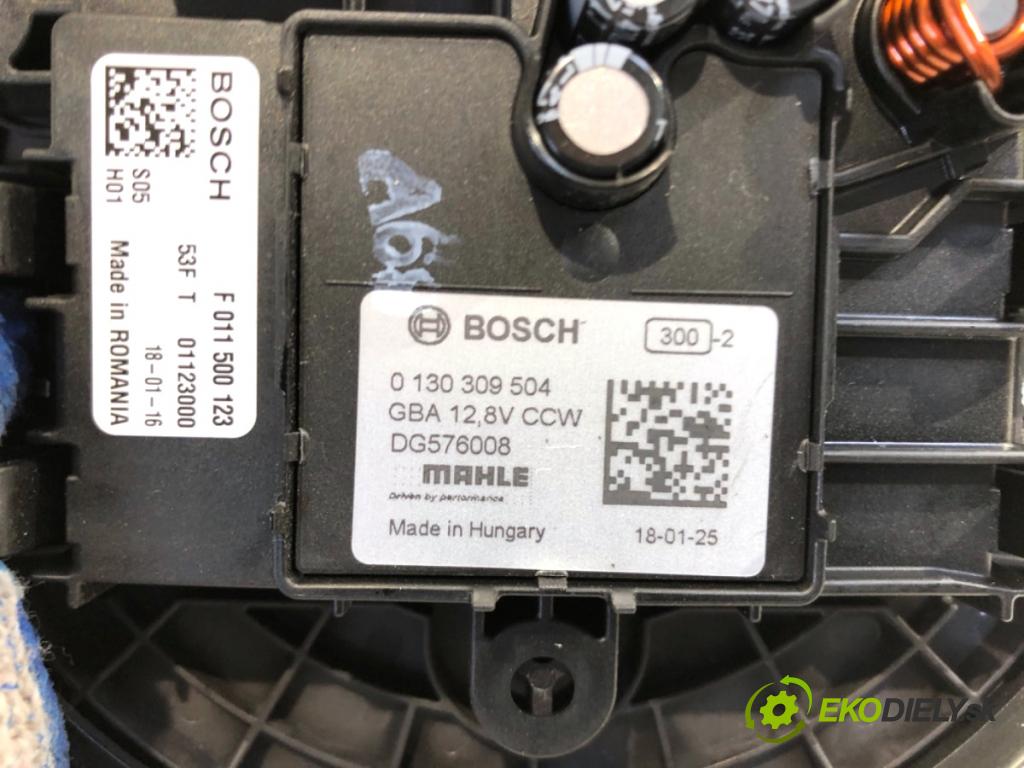 BOSCH
S05
H01
F 011 500 123
53F T 01123000
18-01-16
Made in ROMANIA
BOSCH
300 -2
0 130 309 504
GBA 12,8V CCW
DG576008
MAHLE
Driven by performance
Made in Hungary
18-01-25
EKODIELY.sk